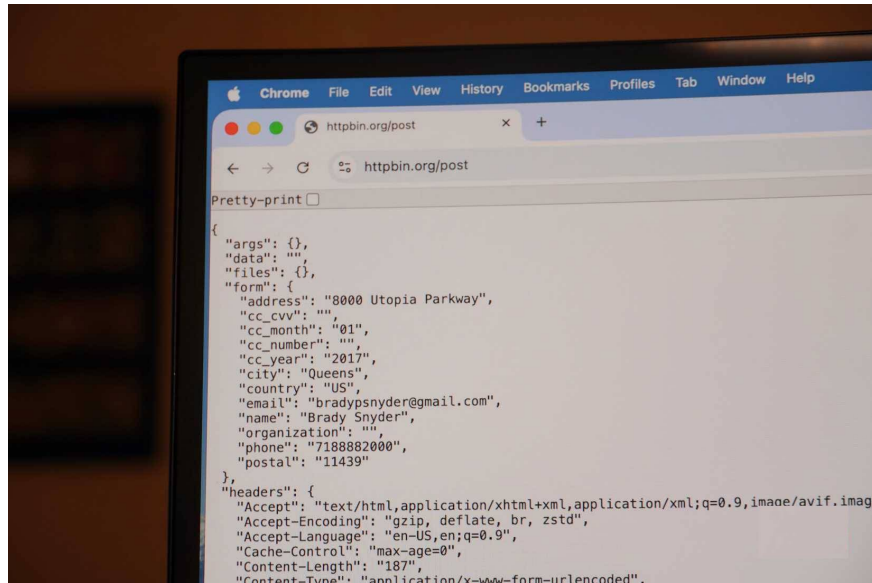 Chrome File Edit View History Bookmarks Profiles Tab Window Help
httpbin.org/post
httpbin.org/post
Pretty-print
{
"args": {},
"data": "",
"files": {},
"form": {
"address": "8000 Utopia Parkway",
"cc_cvv": "",
"cc_month": "01",
"cc_number": "",
"cc_year": "2017",
"city": "Queens",
"country": "US",
"email": "bradypsnyder@gmail.com",
"name": "Brady Snyder",
"organization": "",
"phone": "7188882000",
"postal": "11439"
},
"headers": {
"Accept": "text/html,application/xhtml+xml,application/xml;q=0.9,image/avif.imag
"Accept-Encoding": "gzip, deflate, br, zstd",
"Accept-Language": "en-US,en;q=0.9",
"Cache-Control": "max-age=0",
"Content-Length": "187",
"Content-Type": "application/x-www-form-urlencoded",